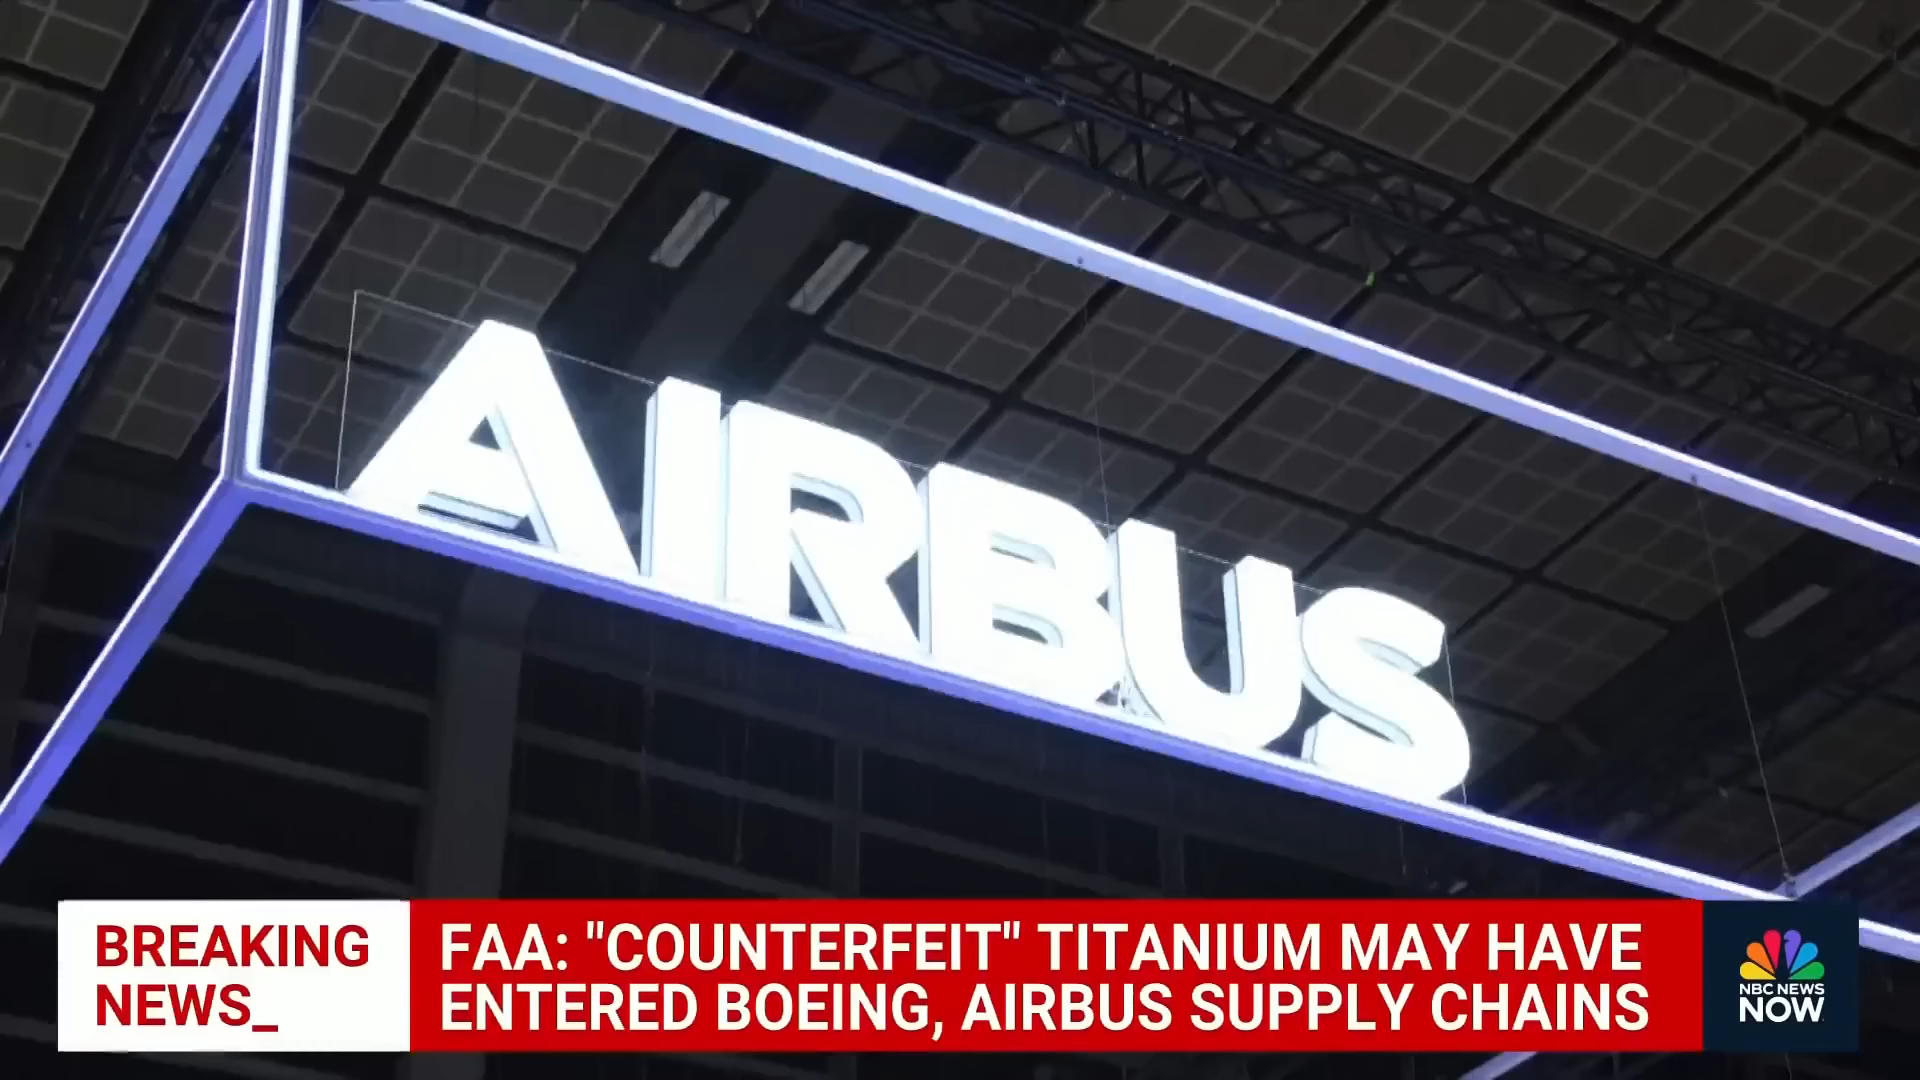 AIRBUS
BREAKING
NEWS_
FAA: "COUNTERFEIT" TITANIUM MAY HAVE
ENTERED BOEING, AIRBUS SUPPLY CHAINS
NBC NEWS
NOW